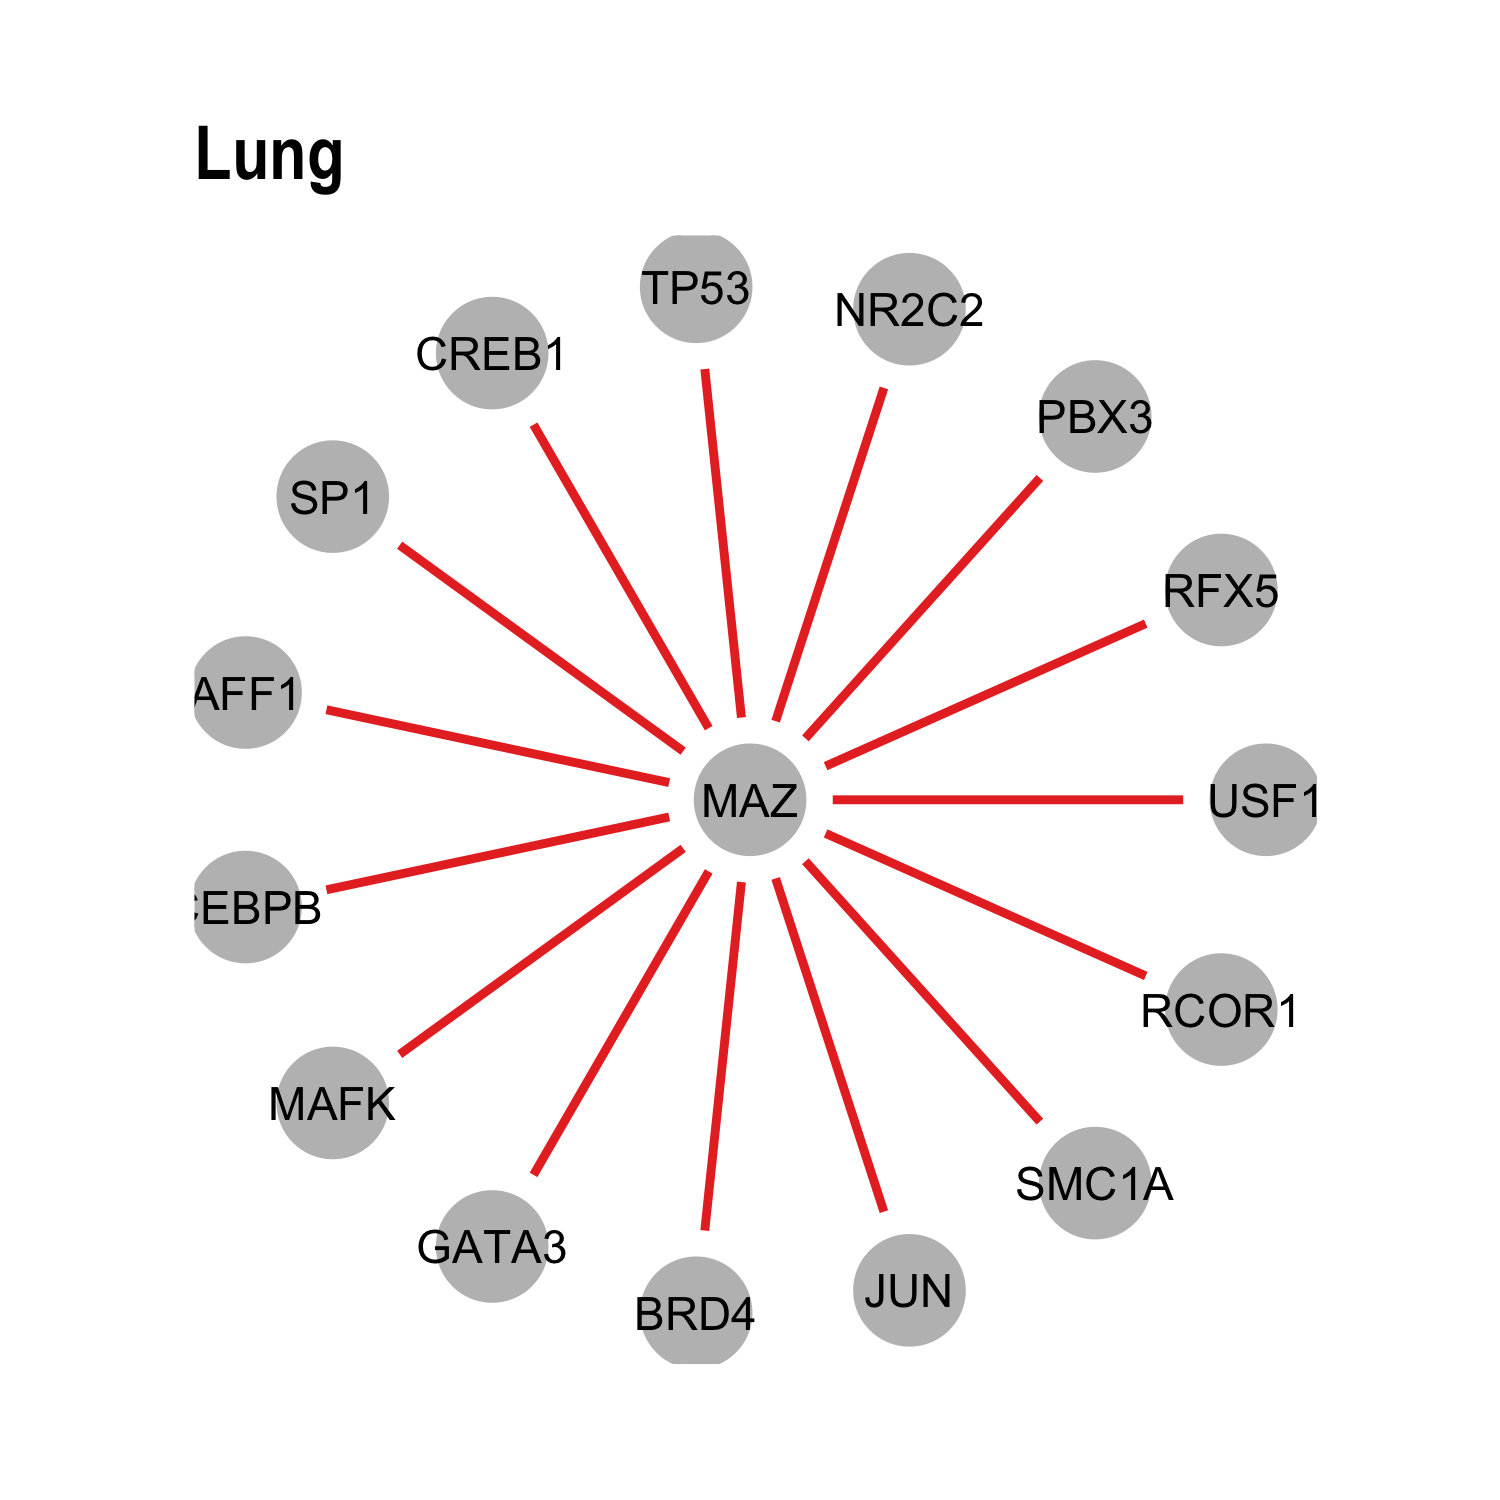 Lung
TP53
NR2C2
CREB1
PBX3
SP1
RFX5
AFF1
MAZ
USF1
EBPB
RCOR1
MAFK
SMC1A
GATA3
JUN
BRD4